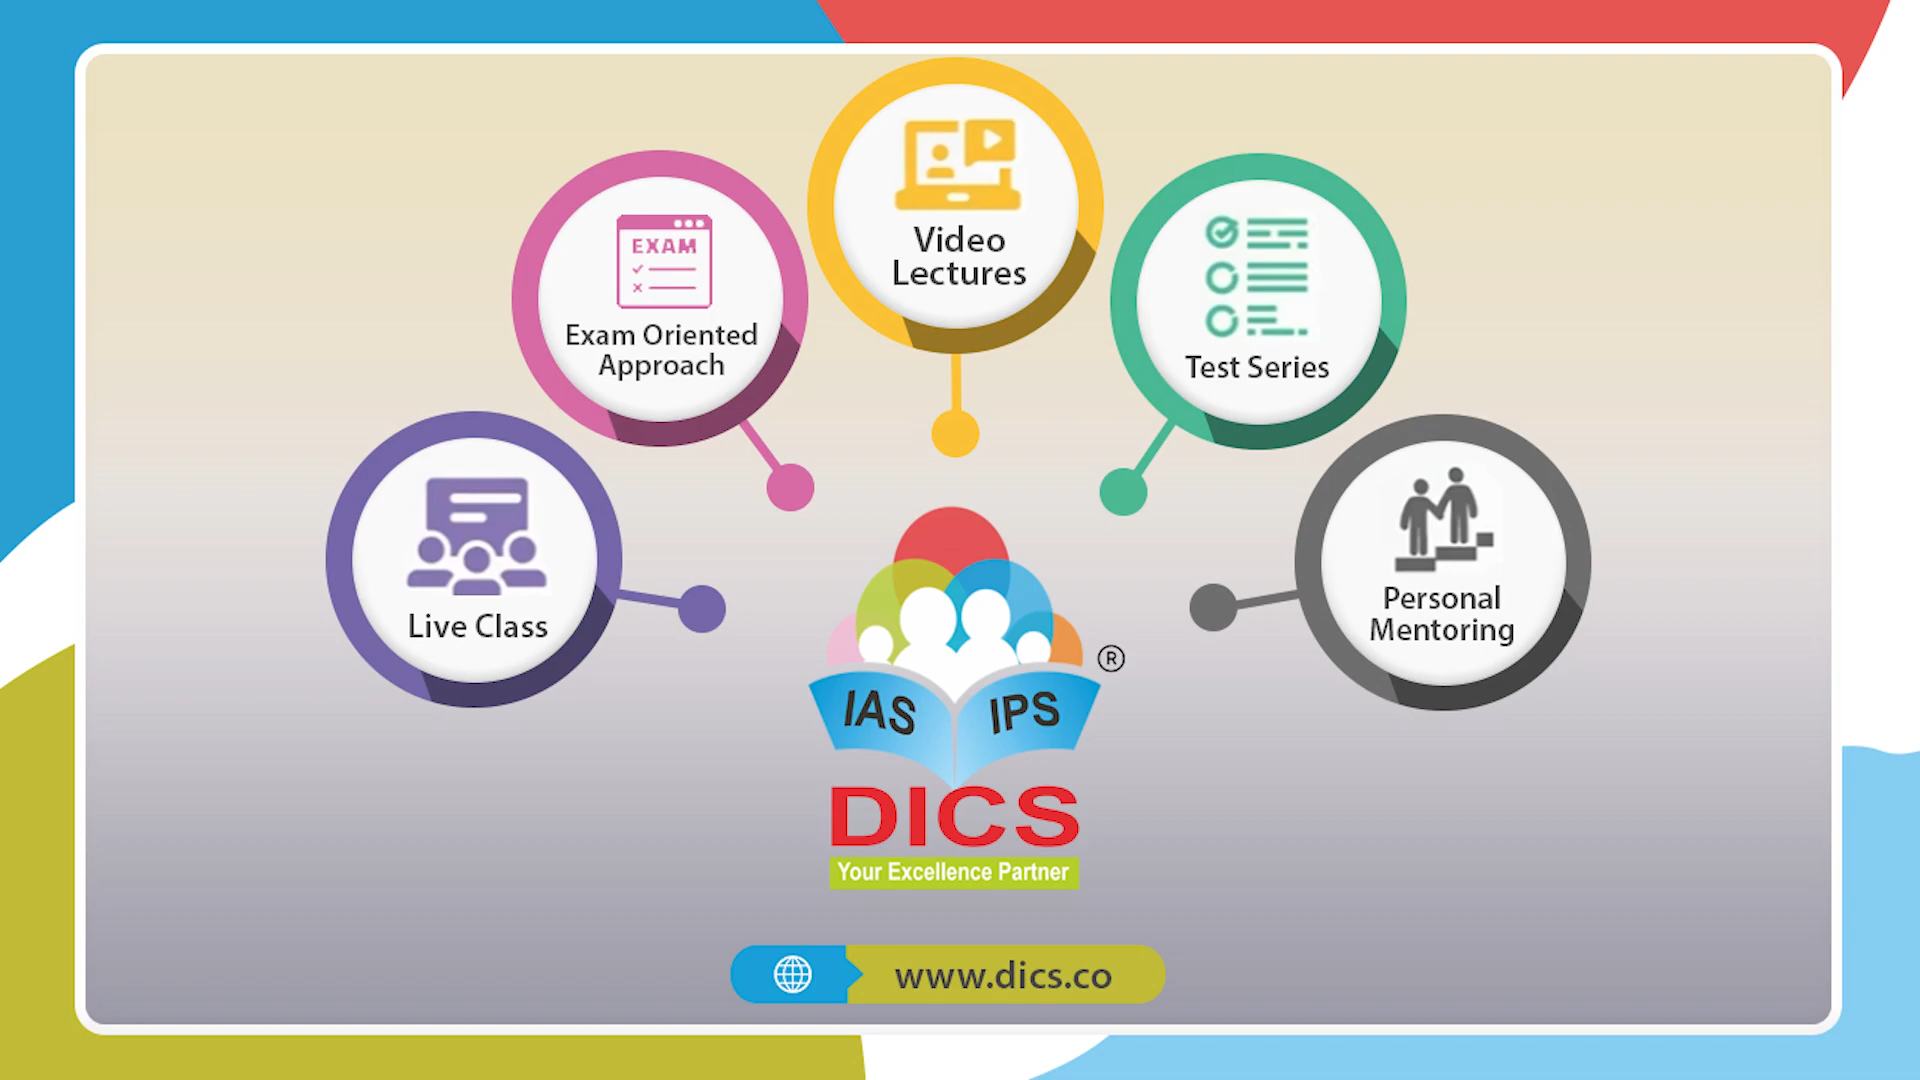 Video
Lectures
EXAM
Exam Oriented
Approach
Test Series
Live Class
Personal
Mentoring
IAS IPS ®
DICS
Your Excellence Partner
www.dics.co